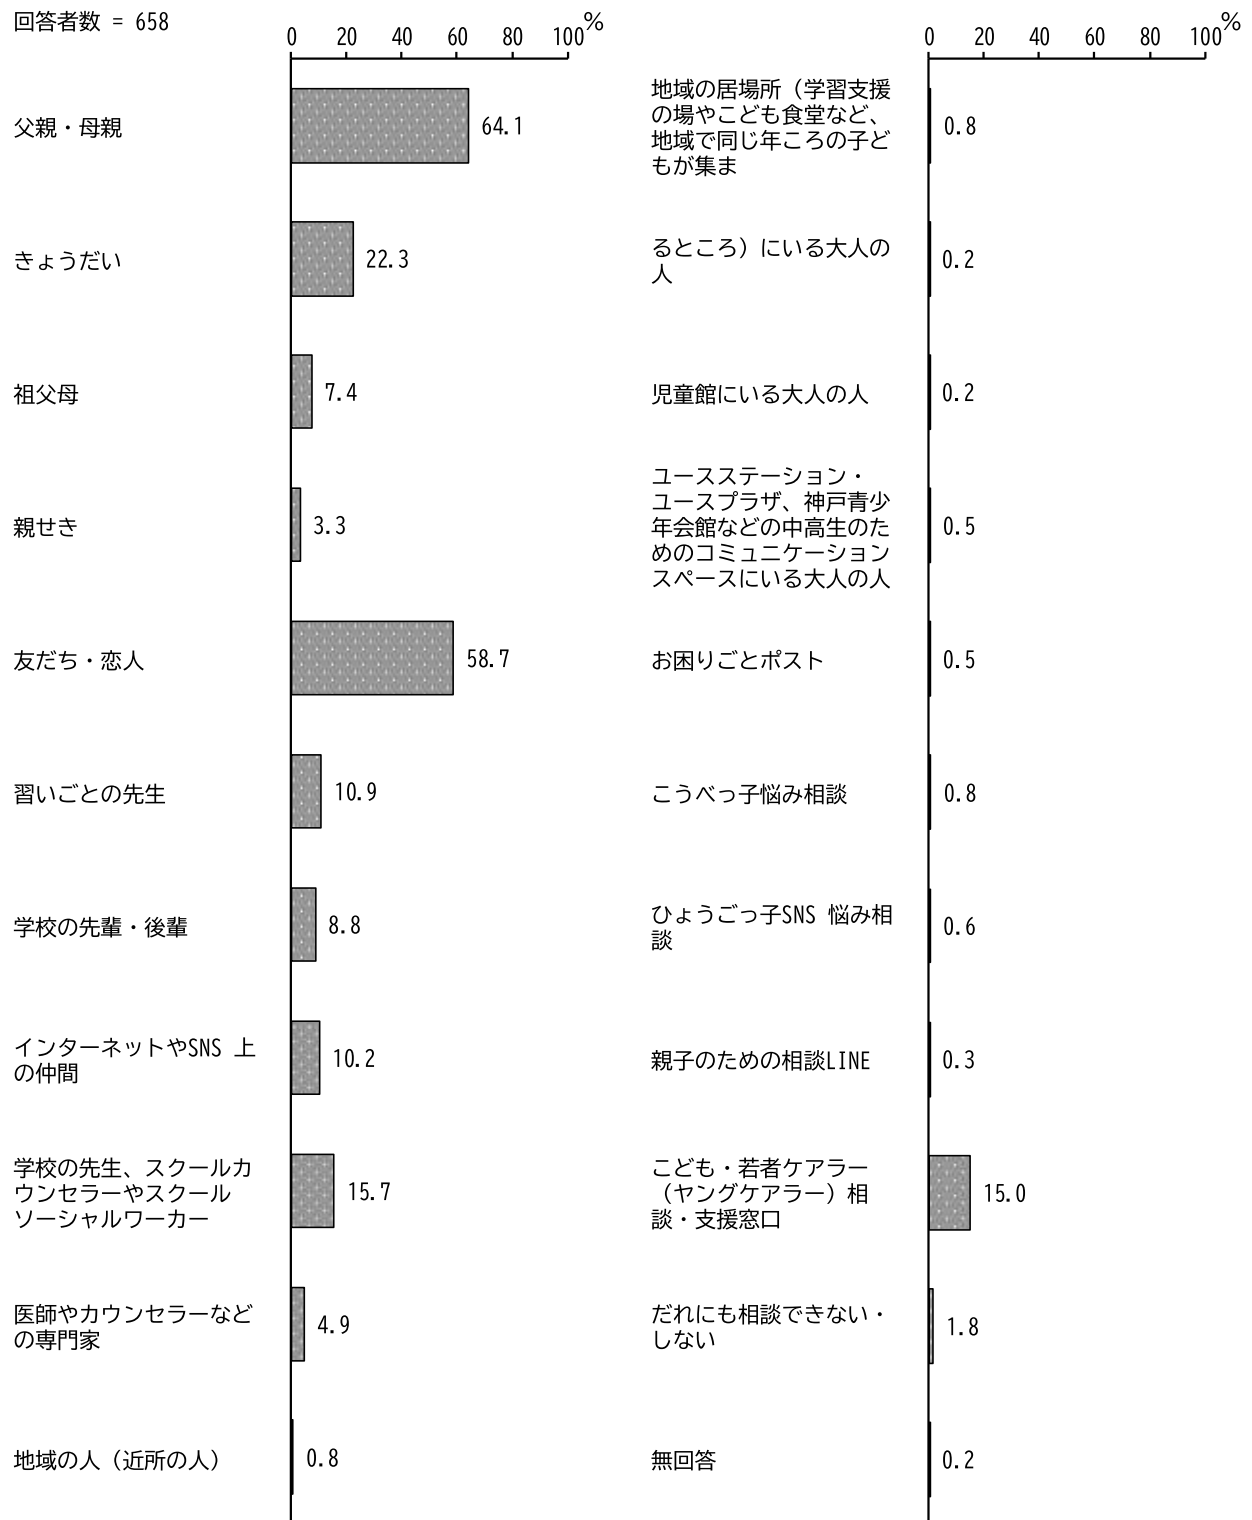 回答者数 = 658
0 20 40 60 80 100%
父親・母親 64.1
きょうだい 22.3
祖父母 7.4
親せき 3.3
友だち・恋人 58.7
習いごとの先生 10.9
学校の先輩・後輩 8.8
インターネットやSNS 上
の仲間 10.2
学校の先生、スクールカ
ウンセラーやスクール
ソーシャルワーカー 15.7
医師やカウンセラーなど
の専門家 4.9
地域の人（近所の人） 0.8
0 20 40 60 80 100%
地域の居場所（学習支援
の場やこども食堂など、
地域で同じ年ころの子ど
もが集ま 0.8
るところ）にいる大人の
人 0.2
児童館にいる大人の人 0.2
ユースステーション・
ユースプラザ、神戸青少
年会館などの中高生のた
めのコミュニケーション
スペースにいる大人の人 0.5
お困りごとポスト 0.5
こうべっ子悩み相談 0.8
ひょうごっ子SNS 悩み相
談 0.6
親子のための相談LINE 0.3
こども・若者ケアラー
（ヤングケアラー）相
談・支援窓口 15.0
だれにも相談できない・
しない 1.8
無回答 0.2